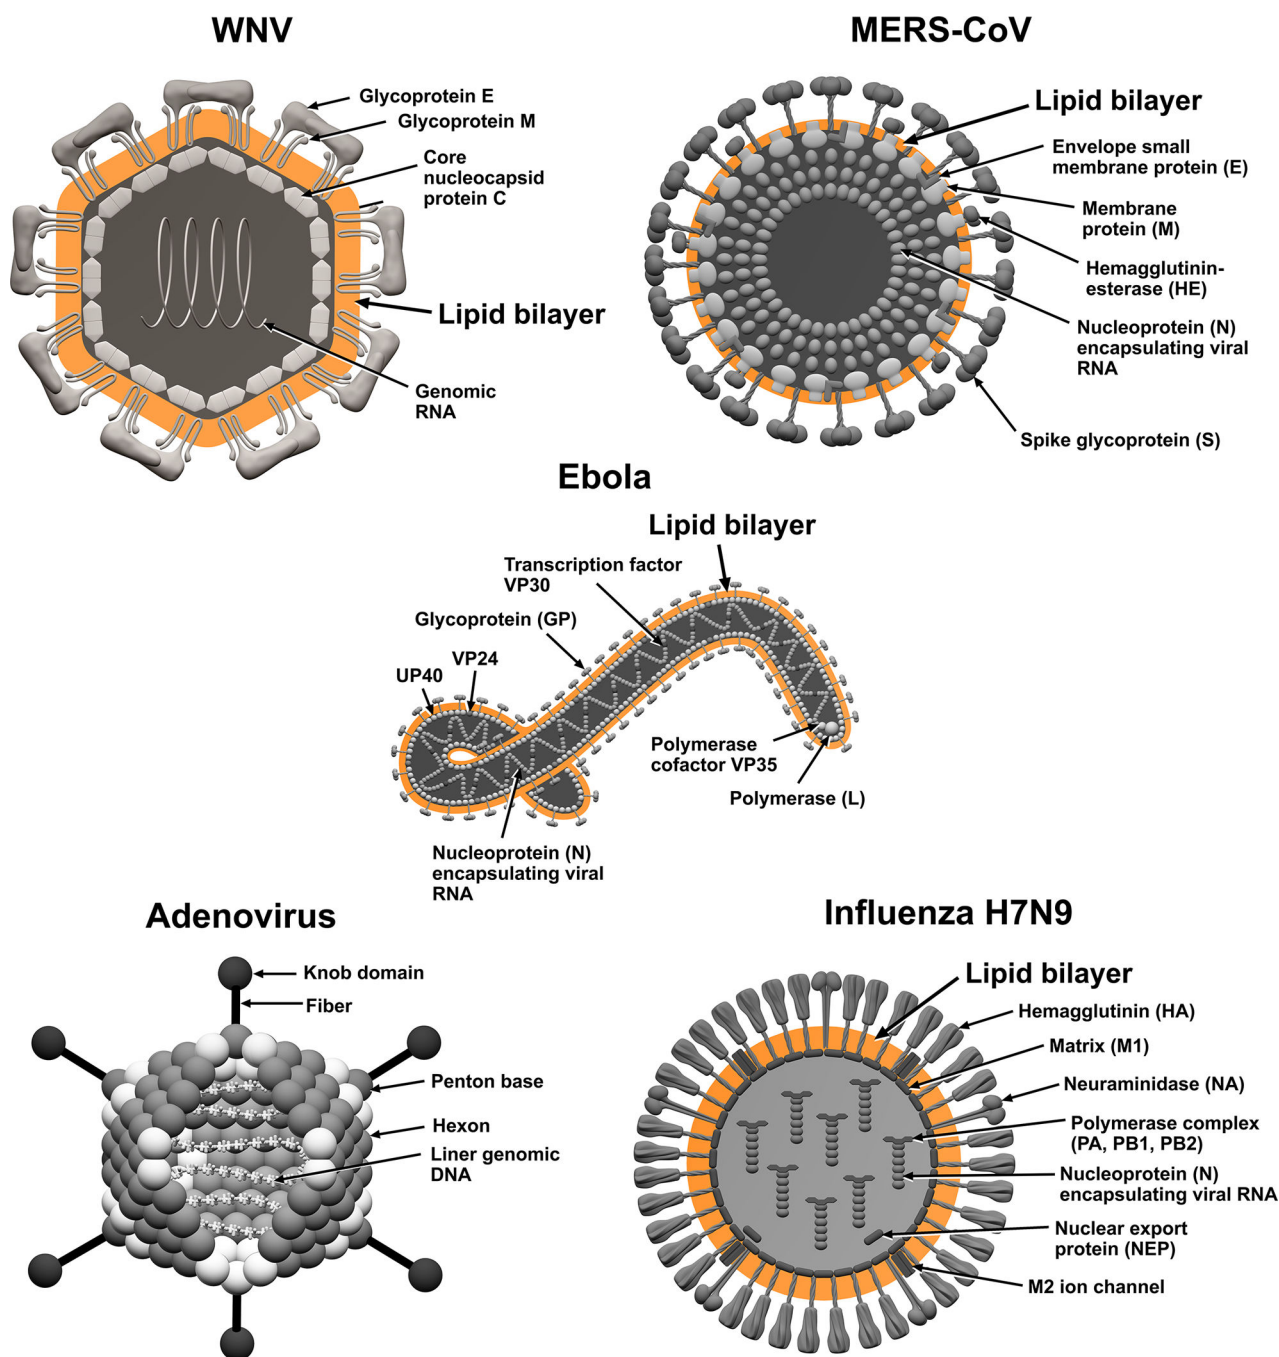 WNV
Glycoprotein E
Glycoprotein M
Core
nucleocapsid
protein C
Lipid bilayer
Genomic
RNA
MERS-CoV
Lipid bilayer
Envelope small
membrane protein (E)
Membrane
protein (M)
Hemagglutinin-
esterase (HE)
Nucleoprotein (N)
encapsulating viral
RNA
Spike glycoprotein (S)
Ebola
Lipid bilayer
Transcription factor
VP30
Glycoprotein (GP)
VP24
UP40
Polymerase
cofactor VP35
Polymerase (L)
Nucleoprotein (N)
encapsulating viral
RNA
Adenovirus
Knob domain
Fiber
Penton base
Hexon
Liner genomic
DNA
Influenza H7N9
Lipid bilayer
Hemagglutinin (HA)
Matrix (M1)
Neuraminidase (NA)
Polymerase complex
(PA, PB1, PB2)
Nucleoprotein (N)
encapsulating viral RNA
Nuclear export
protein (NEP)
M2 ion channel